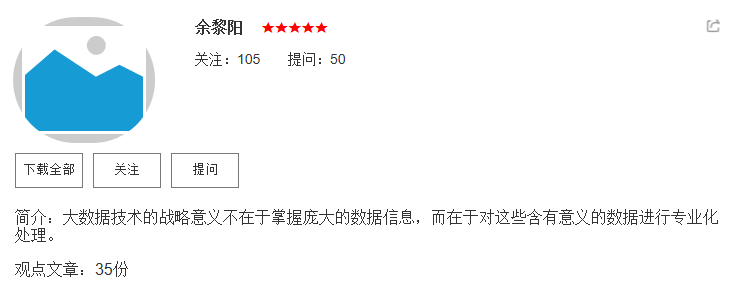 余黎阳 ★★★★★
关注：105 提问：50
下载全部 关注 提问
简介：大数据技术的战略意义不在于掌握庞大的数据信息，而在于对这些含有意义的数据进行专业化
处理。
观点文章：35份